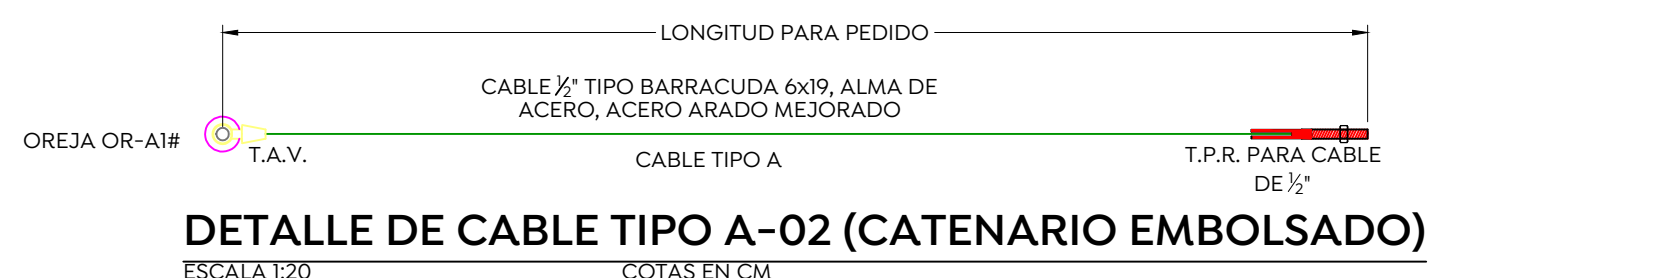 LONGITUD PARA PEDIDO
CABLE ½" TIPO BARRACUDA 6x19, ALMA DE
ACERO, ACERO ARADO MEJORADO
OREJA OR-A1#
T.A.V.
CABLE TIPO A
T.P.R. PARA CABLE
DE ½"
DETALLE DE CABLE TIPO A-02 (CATENARIO EMBOLSADO)
ESCALA 1:20
COTAS EN CM